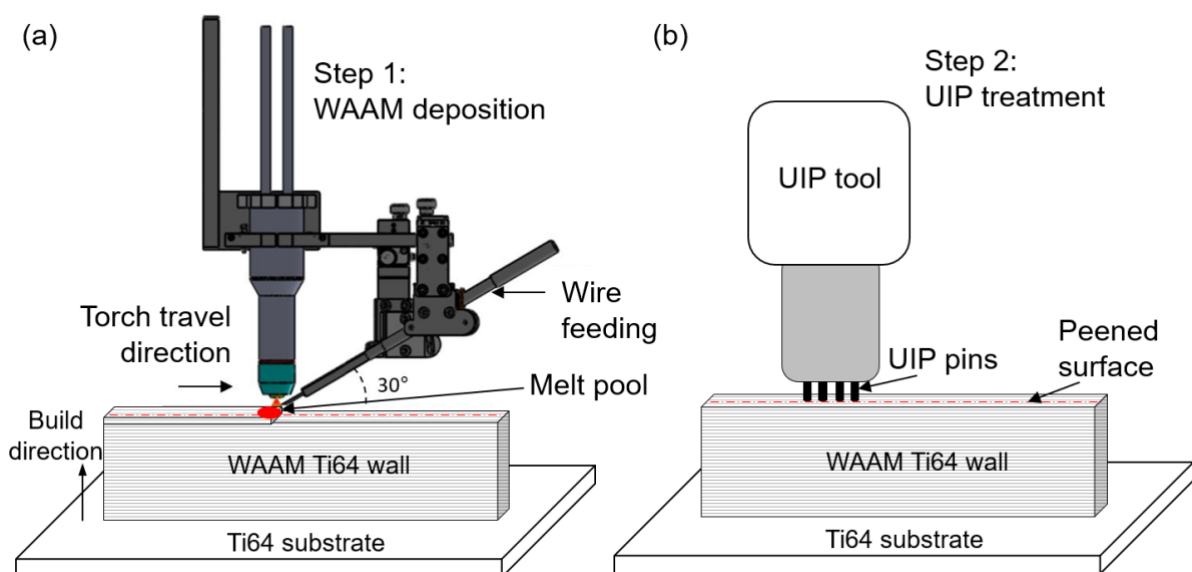 (a)
Step 1:
WAAM deposition
Torch travel
direction
Wire
feeding
30°
Melt pool
Build
direction
WAAM Ti64 wall
Ti64 substrate
(b)
Step 2:
UIP treatment
UIP tool
UIP pins
Peened
surface
WAAM Ti64 wall
Ti64 substrate